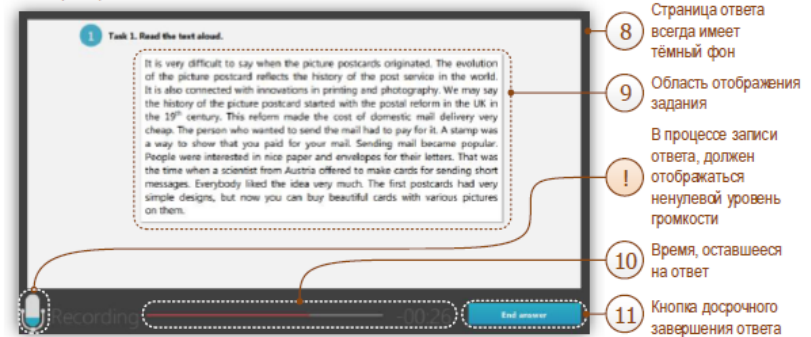 1 Task 1. Read the text aloud.
It is very difficult to say when the picture postcards originated. The evolution
of the picture postcard reflects the history of the post service in the world.
It is also connected with innovations in printing and photography. We may say
the history of the picture postcard started with the postal reform in the UK in
the 19th century. This reform made the cost of domestic mail delivery very
cheap. The person who wanted to send the mail had to pay for it. A stamp was
a way to show that you paid for your mail. Sending mail became popular.
People were interested in nice paper and envelopes for their letters. That was
the time when a scientist from Austria offered to make cards for sending short
messages. Everybody liked the idea very much. The first postcards had very
simple designs, but now you can buy beautiful cards with various pictures
on them.
Recording
-00:26
End answer
8
Страница ответа
всегда имеет
тёмный фон
9
Область отображения
задания
!
В процессе записи
ответа, должен
отображаться
ненулевой уровень
громкости
10
Время, оставшееся
на ответ
11
Кнопка досрочного
завершения ответа